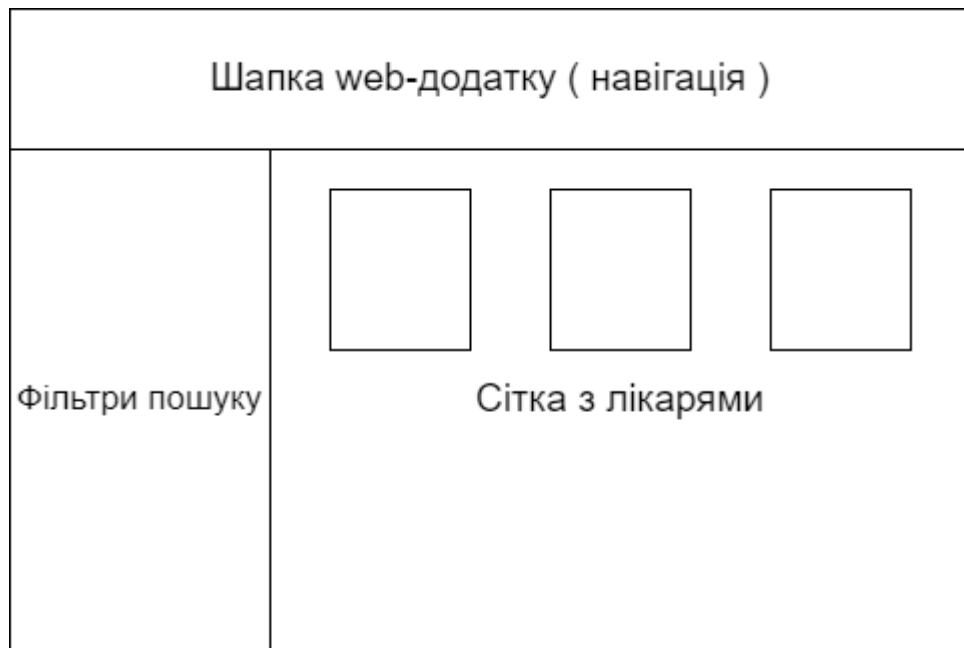 Шапка web-додатку ( навігація )
Фільтри пошуку
Сітка з лікарями